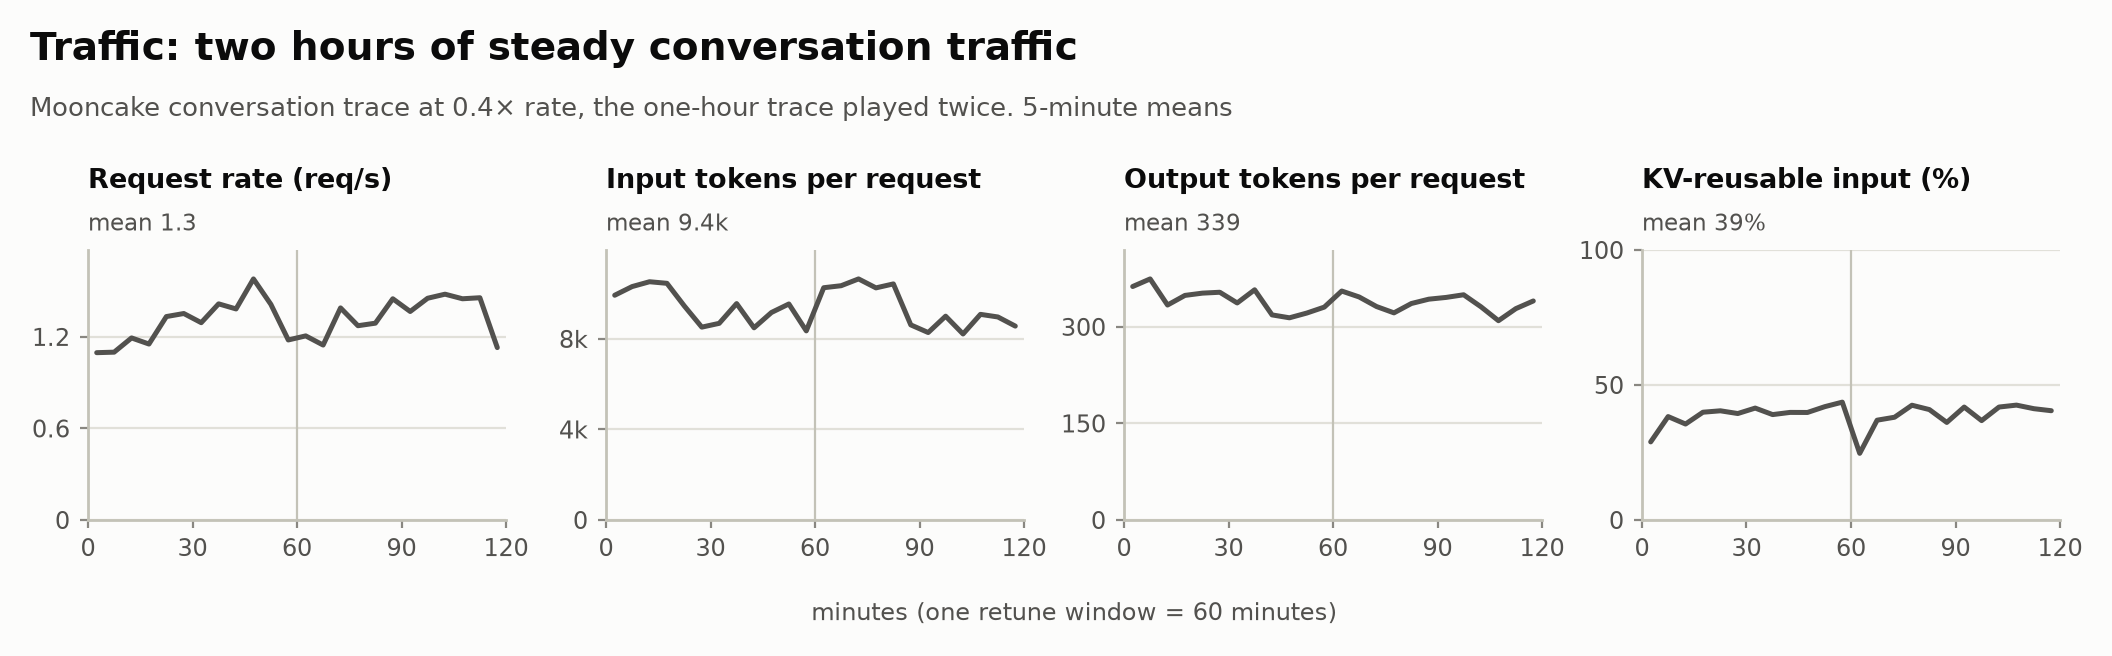 Traffic: two hours of steady conversation traffic
Mooncake conversation trace at 0.4× rate, the one-hour trace played twice. 5-minute means
Request rate (req/s)
mean 1.3
1.2
0.6
0
0 30 60 90 120
Input tokens per request
mean 9.4k
8k
4k
0
0 30 60 90 120
Output tokens per request
mean 339
300
150
0
0 30 60 90 120
KV-reusable input (%)
mean 39%
100
50
0
0 30 60 90 120
minutes (one retune window = 60 minutes)